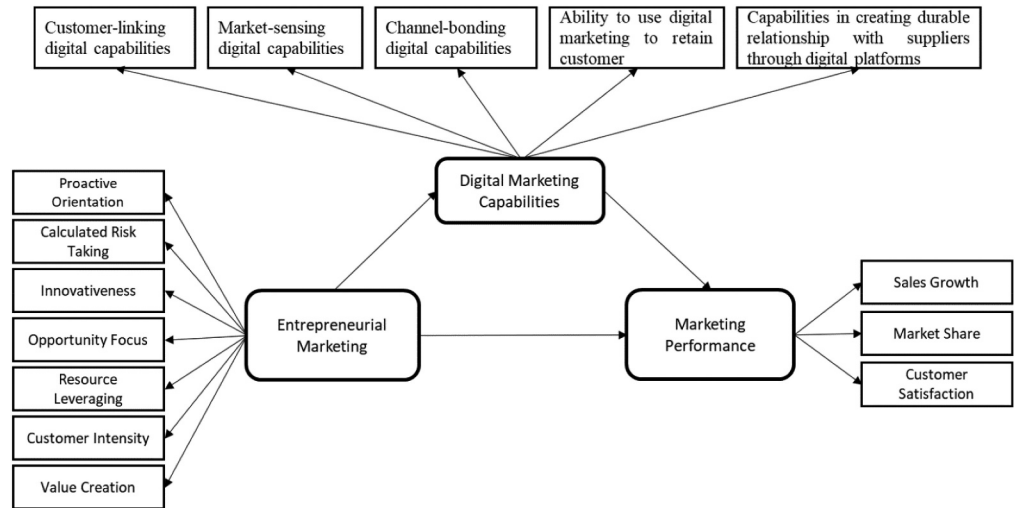 Customer-linking
digital capabilities
Market-sensing
digital capabilities
Channel-bonding
digital capabilities
Ability to use digital
marketing to retain
customer
Capabilities in creating durable
relationship with suppliers
through digital platforms
Digital Marketing
Capabilities
Proactive
Orientation
Calculated Risk
Taking
Innovativeness
Opportunity Focus
Resource
Leveraging
Customer Intensity
Value Creation
Entrepreneurial
Marketing
Marketing
Performance
Sales Growth
Market Share
Customer
Satisfaction